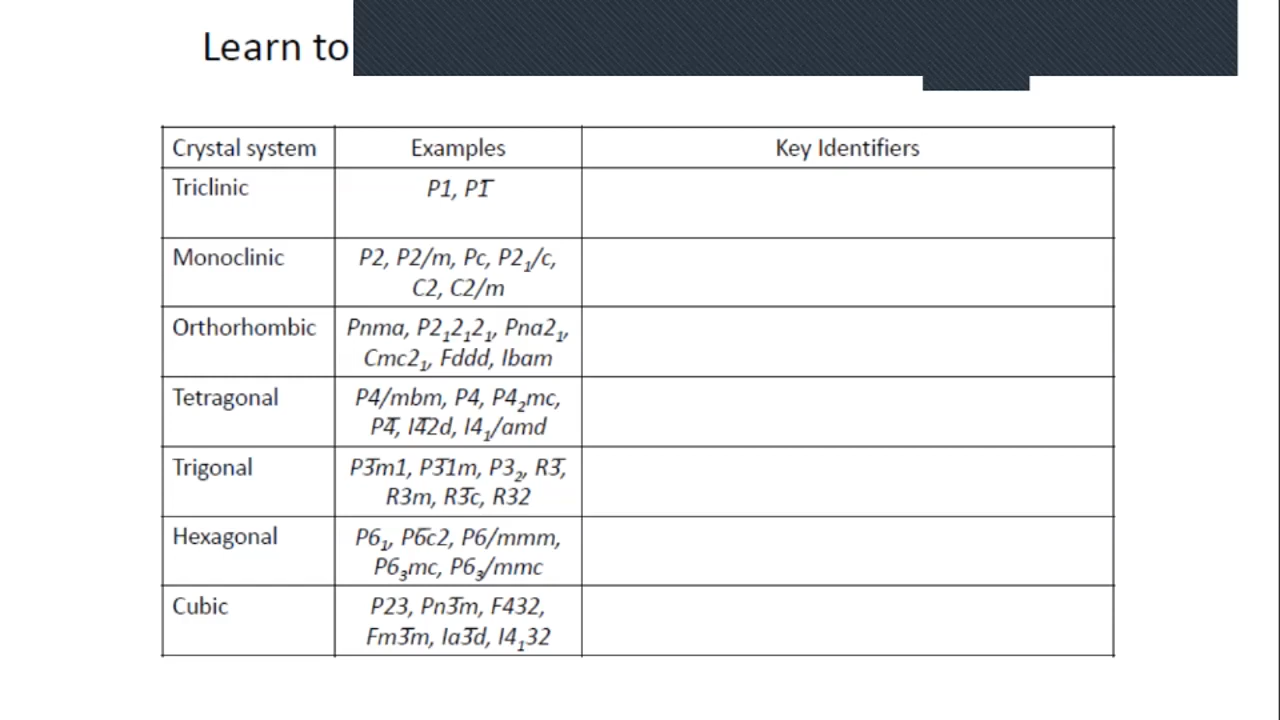 Learn to
Crystal system Examples Key Identifiers
Triclinic P1, P1̅
Monoclinic P2, P2/m, Pc, P2₁/c,
C2, C2/m
Orthorhombic Pnma, P2₁2₁2₁, Pna2₁,
Cmc2₁, Fddd, Ibam
Tetragonal P4/mbm, P4, P4₂mc,
P4̅, I4̅2d, I4₁/amd
Trigonal P3̅m1, P3̅1m, P3₂, R3̅,
R3m, R3̅c, R32
Hexagonal P6₁, P6̅c2, P6/mmm,
P6₃mc, P6₃/mmc
Cubic P23, Pn3̅m, F432,
Fm3̅m, Ia3̅d, I4₁32